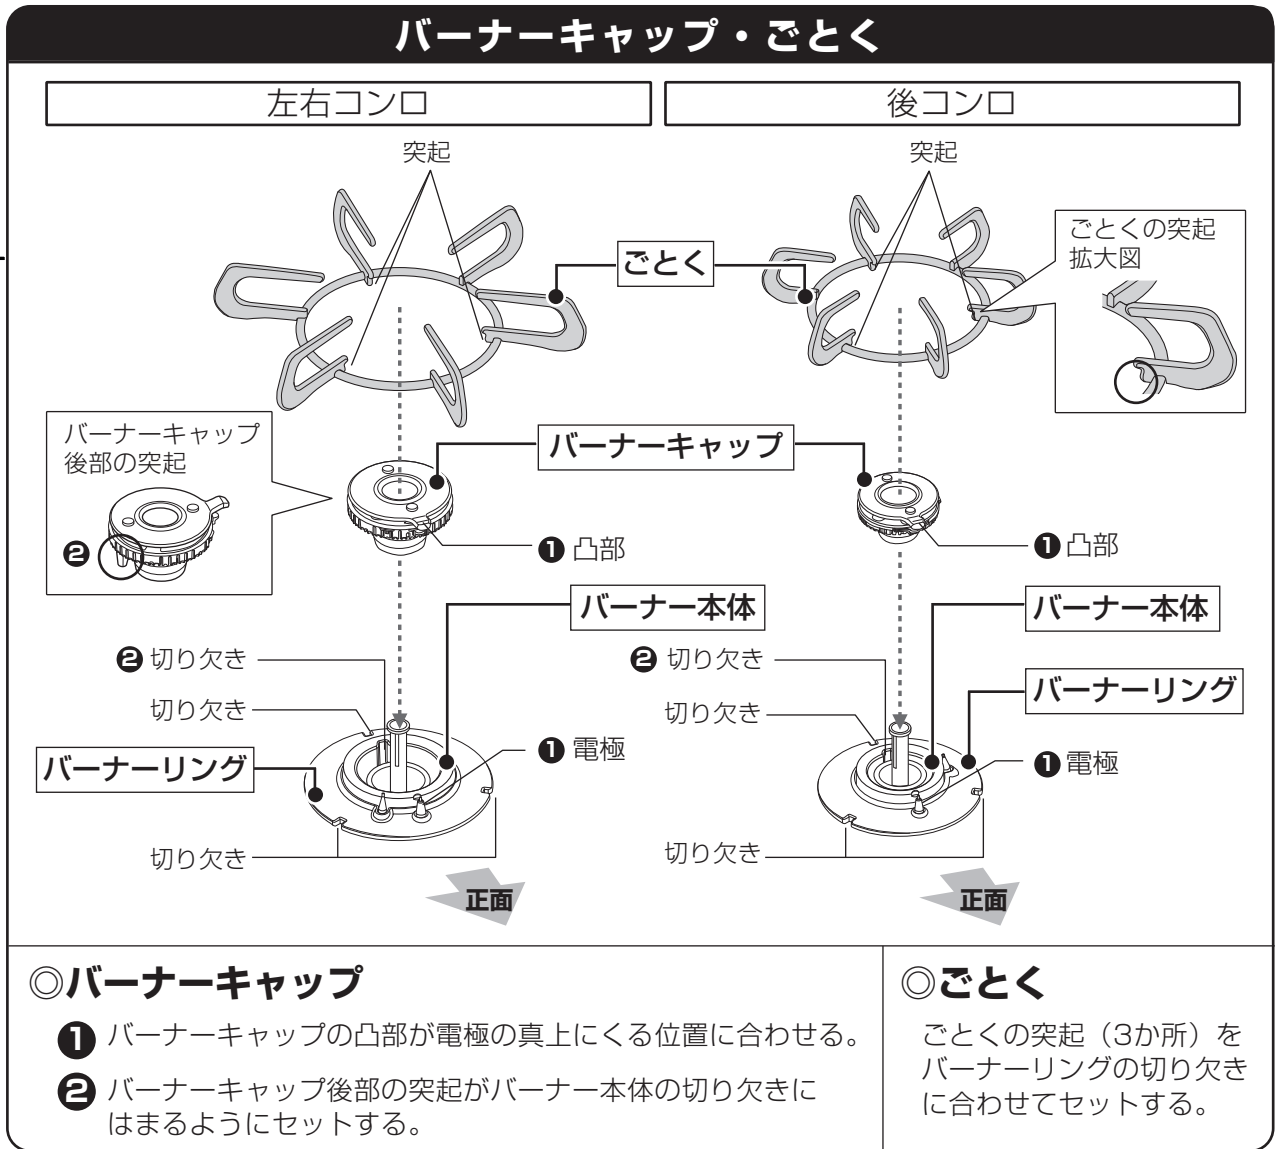 バーナーキャップ・ごとく
左右コンロ
突起
ごとく
バーナーキャップ
後部の突起
❷
バーナーキャップ
❶ 凸部
バーナー本体
❷ 切り欠き
切り欠き
バーナーリング
❶ 電極
切り欠き
正面
後コンロ
突起
ごとくの突起
拡大図
❶ 凸部
バーナー本体
❷ 切り欠き
切り欠き
バーナーリング
❶ 電極
切り欠き
正面
◎バーナーキャップ
❶ バーナーキャップの凸部が電極の真上にくる位置に合わせる。
❷ バーナーキャップ後部の突起がバーナー本体の切り欠きに
はまるようにセットする。
◎ごとく
ごとくの突起（3か所）を
バーナーリングの切り欠き
に合わせてセットする。